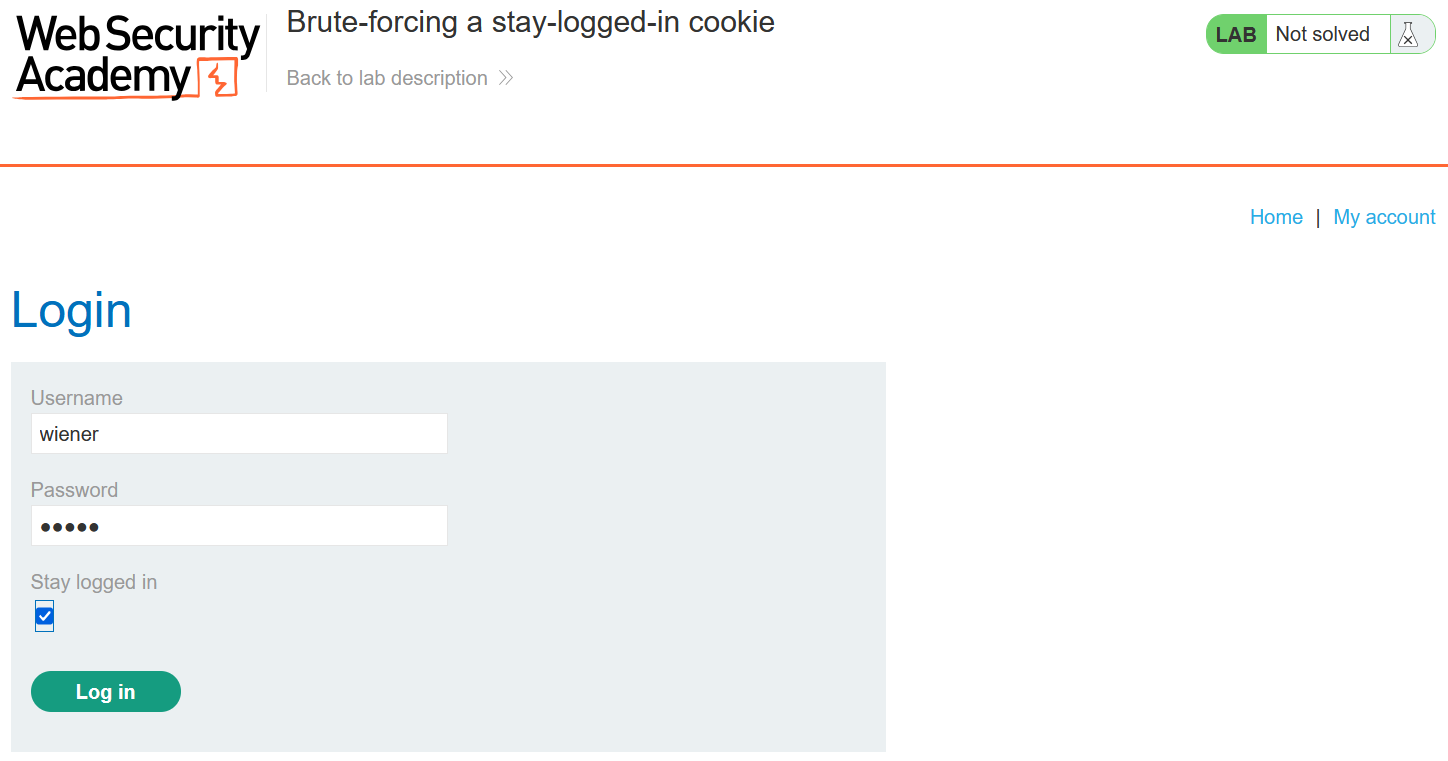 Web Security
Academy
Brute-forcing a stay-logged-in cookie
Back to lab description
LAB Not solved
Home | My account
Login
Username
wiener
Password
•••••
Stay logged in
Log in